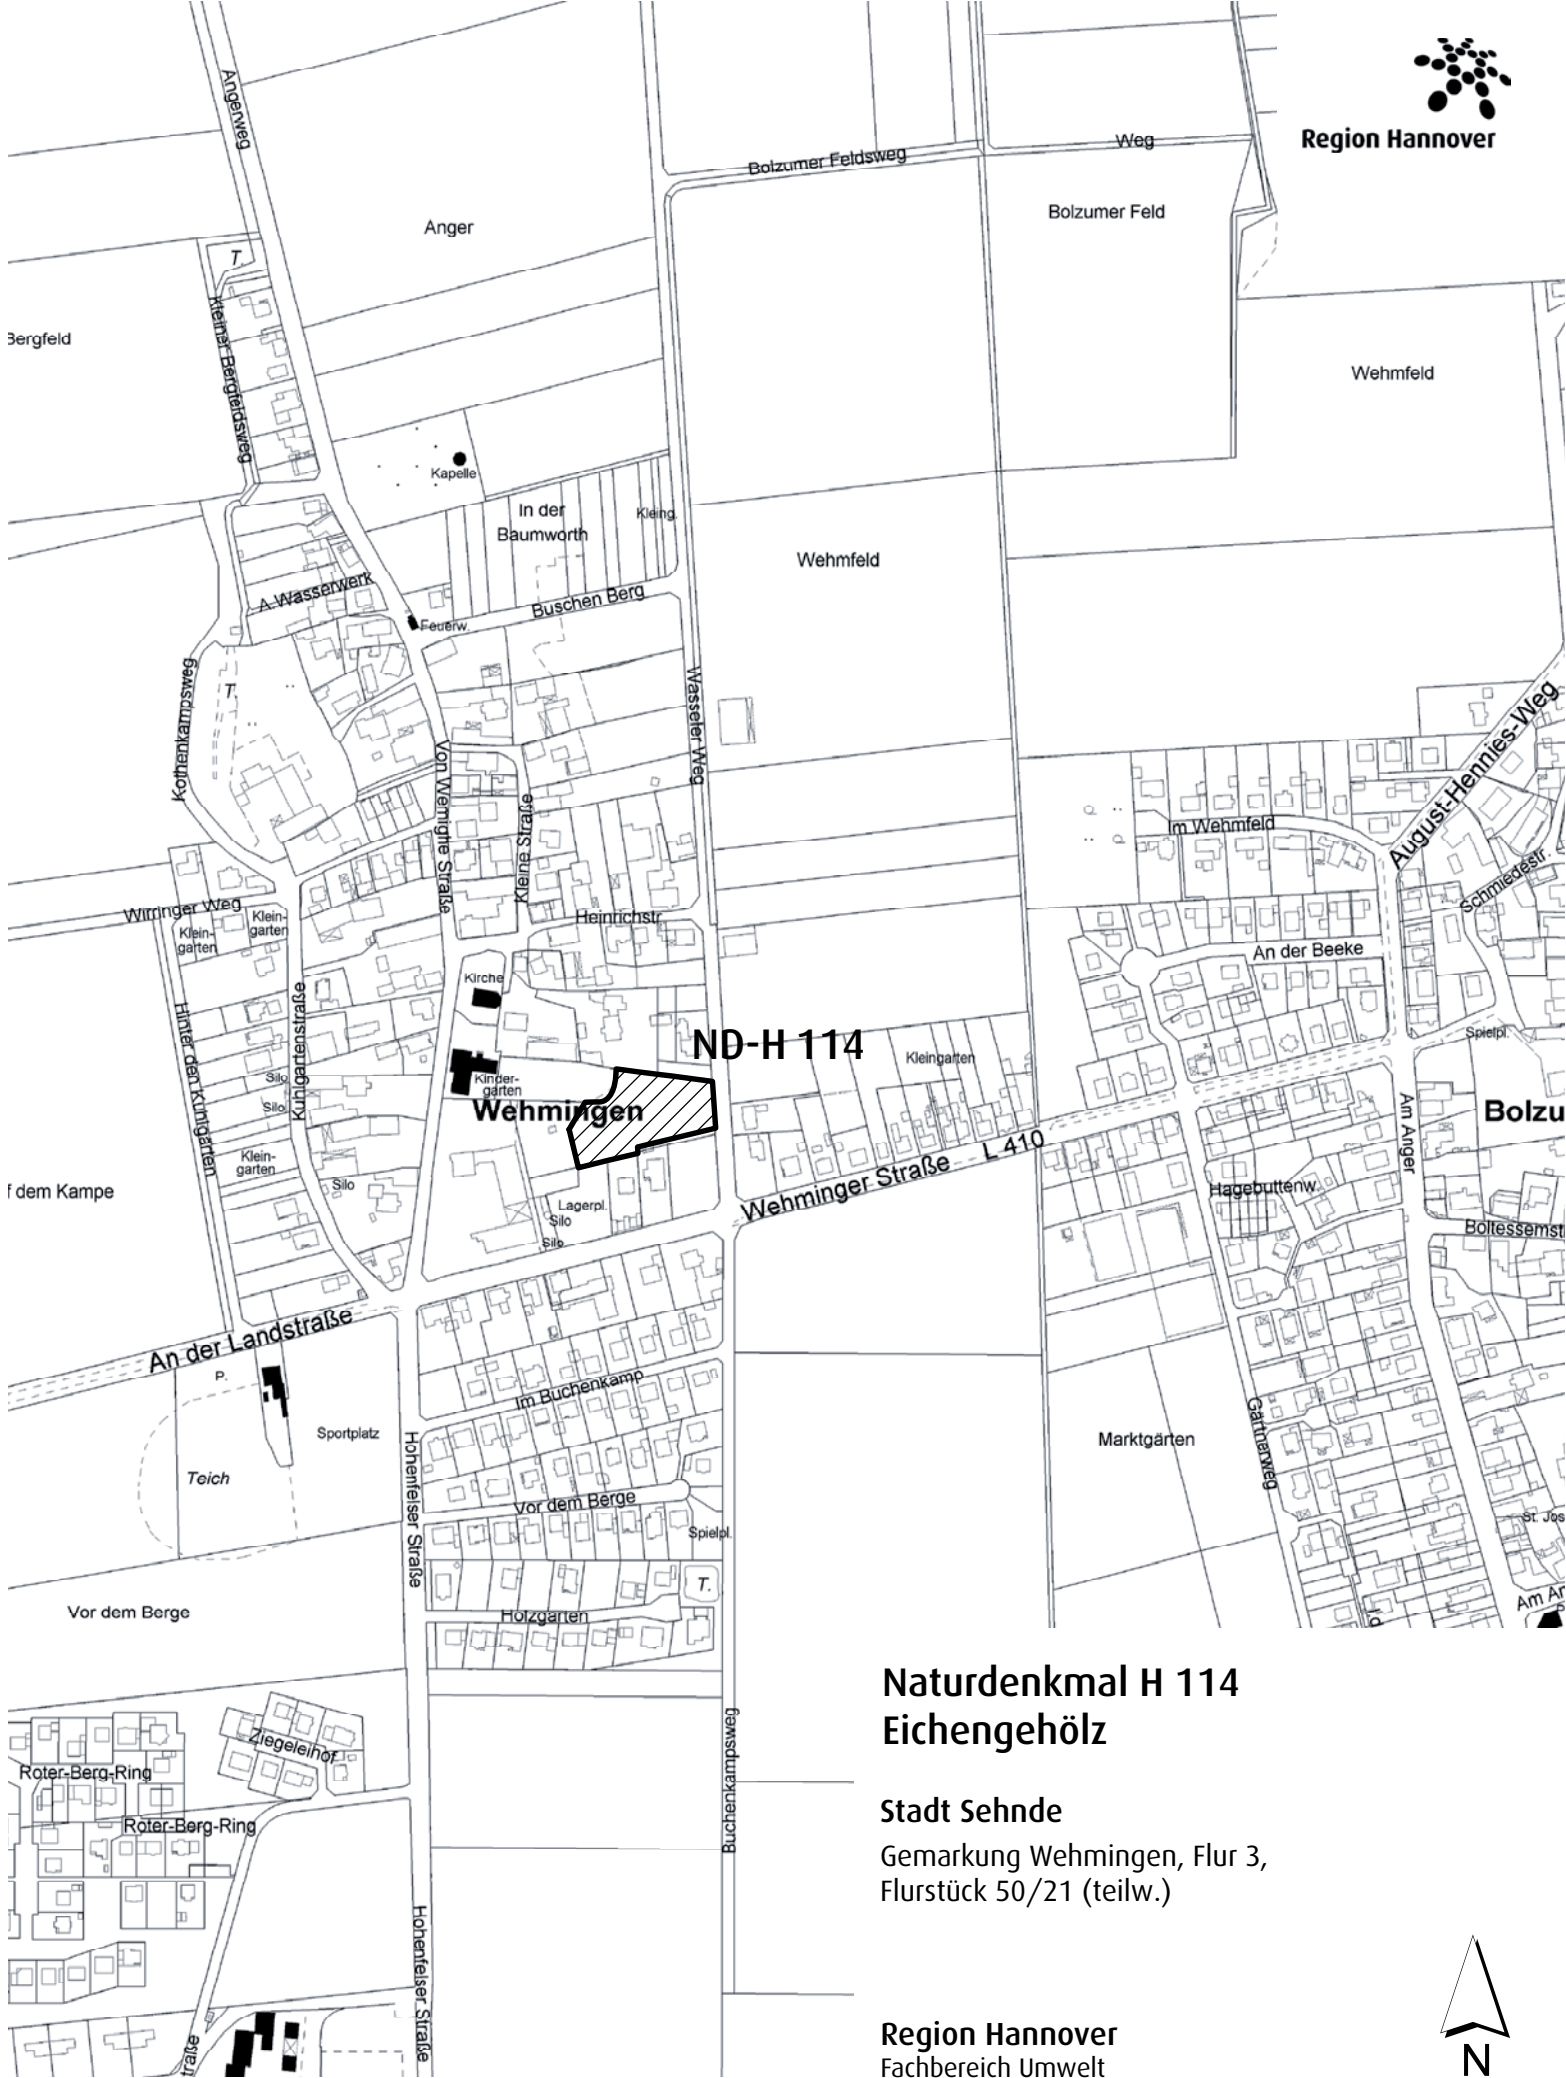 Region Hannover
Angerweg
Bolzumer Feldsweg
Weg
Bolzumer Feld
Anger
T.
Kleiner Bergfeldsweg
Bergfeld
Wehmfeld
Kapelle
In der
Baumworth
Kleing.
Wehmfeld
A. Wasserwerk
Buschen Berg
Feuerw.
Kothenkampsweg
T.
Wasseler Weg
August-Hennies-Weg
Von Wenigthe Straße
Kleine Straße
Im Wehmfeld
Schmiedestr.
Wirringer Weg
Klein-
garten
Klein-
garten
Heinrichstr.
An der Beeke
Kirche
Hinter den Kuhlgärten
Kuhlgartenstraße
ND-H 114
Kleingarten
Spielpl.
Silo
Silo
Kinder-
garten
Wehmingen
Am Anger
Bolzu
L 410
Klein-
garten
Wehminger Straße
Hagebuttenw.
f dem Kampe
Silo
Lagerpl.
Silo
Silo
Boltessemst
An der Landstraße
P.
Im Buchenkamp
Sportplatz
Hohenfelser Straße
Marktgärten
Gärtnerweg
Teich
Vor dem Berge
Spielpl.
St. Jos
T.
Vor dem Berge
Holzgarten
Am Ar
Naturdenkmal H 114
Eichengehölz
Ziegeleihof
Roter-Berg-Ring
Buchenkampsweg
Stadt Sehnde
Roter-Berg-Ring
Gemarkung Wehmingen, Flur 3,
Flurstück 50/21 (teilw.)
Hohenfelser Straße
traße
Region Hannover
Fachbereich Umwelt
N